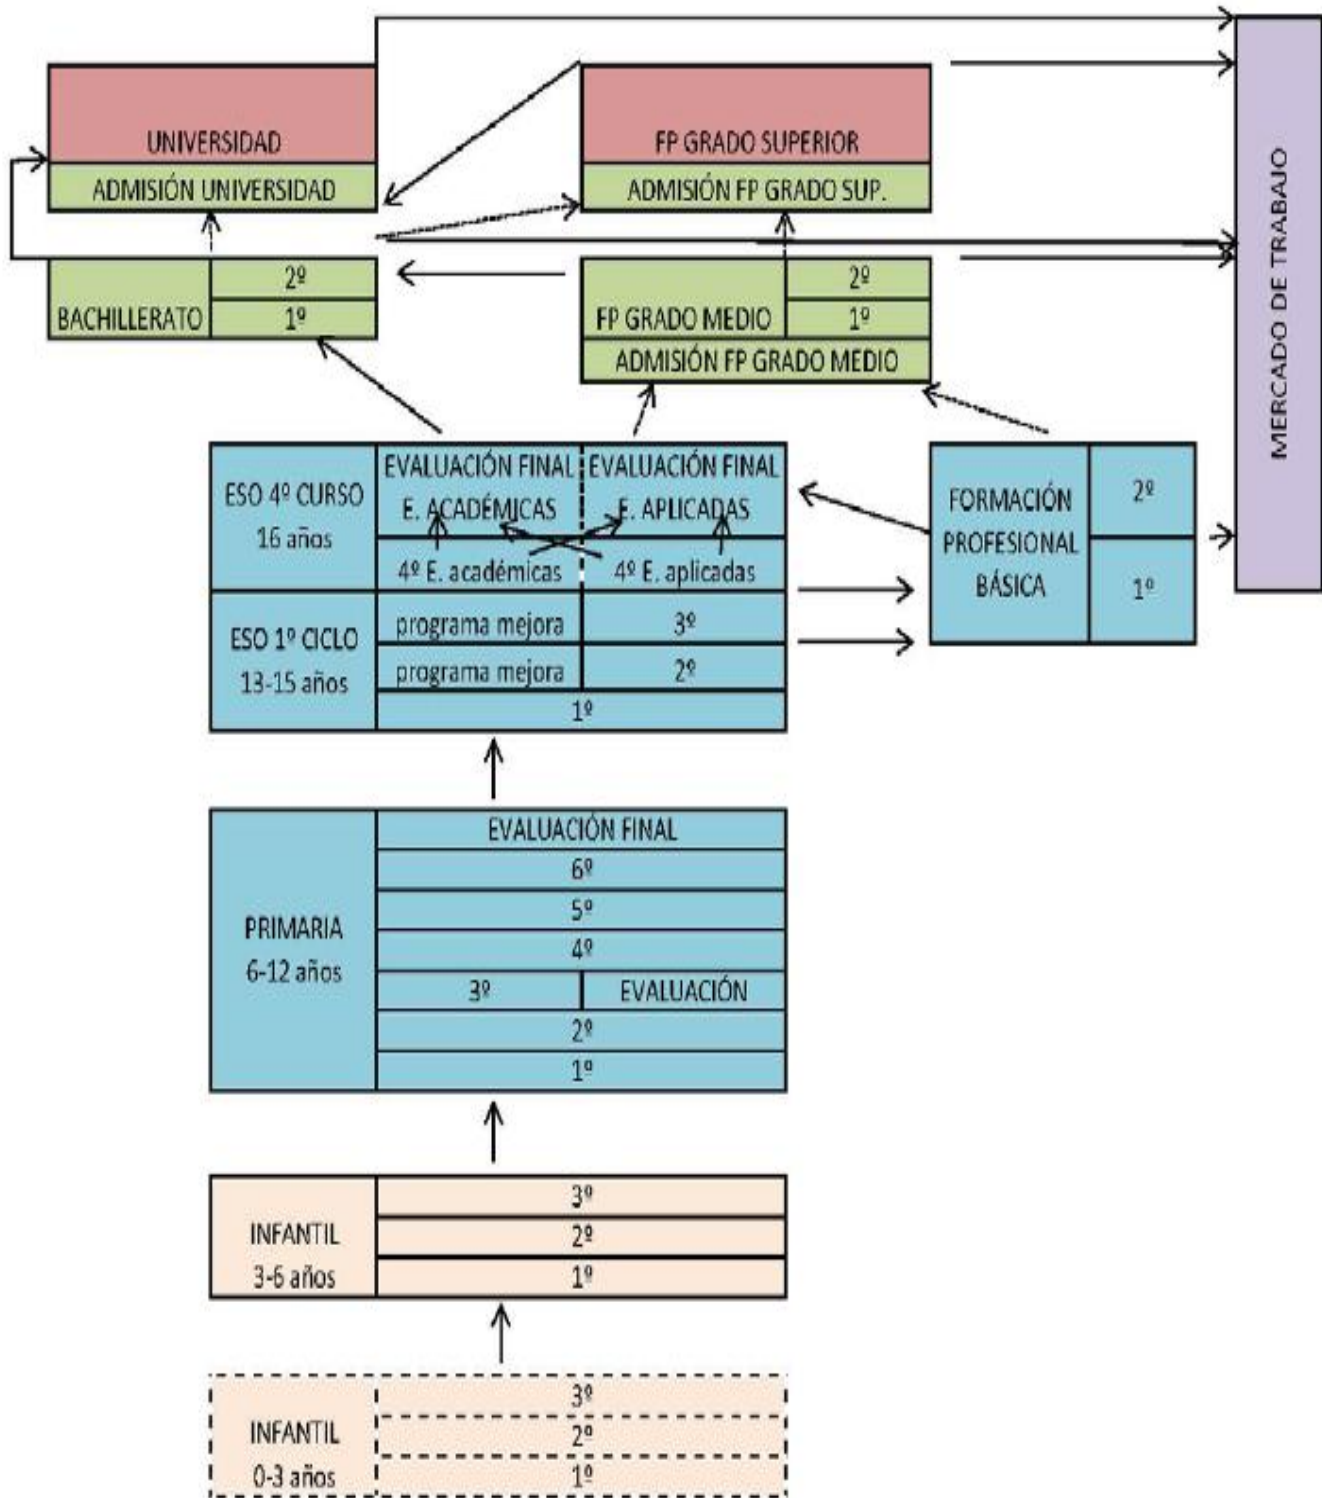 UNIVERSIDAD
ADMISIÓN UNIVERSIDAD
FP GRADO SUPERIOR
ADMISIÓN FP GRADO SUP.
MERCADO DE TRABAJO
BACHILLERATO
2º
1º
FP GRADO MEDIO
2º
1º
ADMISIÓN FP GRADO MEDIO
ESO 4º CURSO
16 años
EVALUACIÓN FINAL
E. ACADÉMICAS
EVALUACIÓN FINAL
E. APLICADAS
4º E. académicas
4º E. aplicadas
FORMACIÓN
PROFESIONAL
BÁSICA
2º
1º
ESO 1º CICLO
13-15 años
programa mejora
3º
programa mejora
2º
1º
PRIMARIA
6-12 años
EVALUACIÓN FINAL
6º
5º
4º
3º
EVALUACIÓN
2º
1º
INFANTIL
3-6 años
3º
2º
1º
INFANTIL
0-3 años
3º
2º
1º